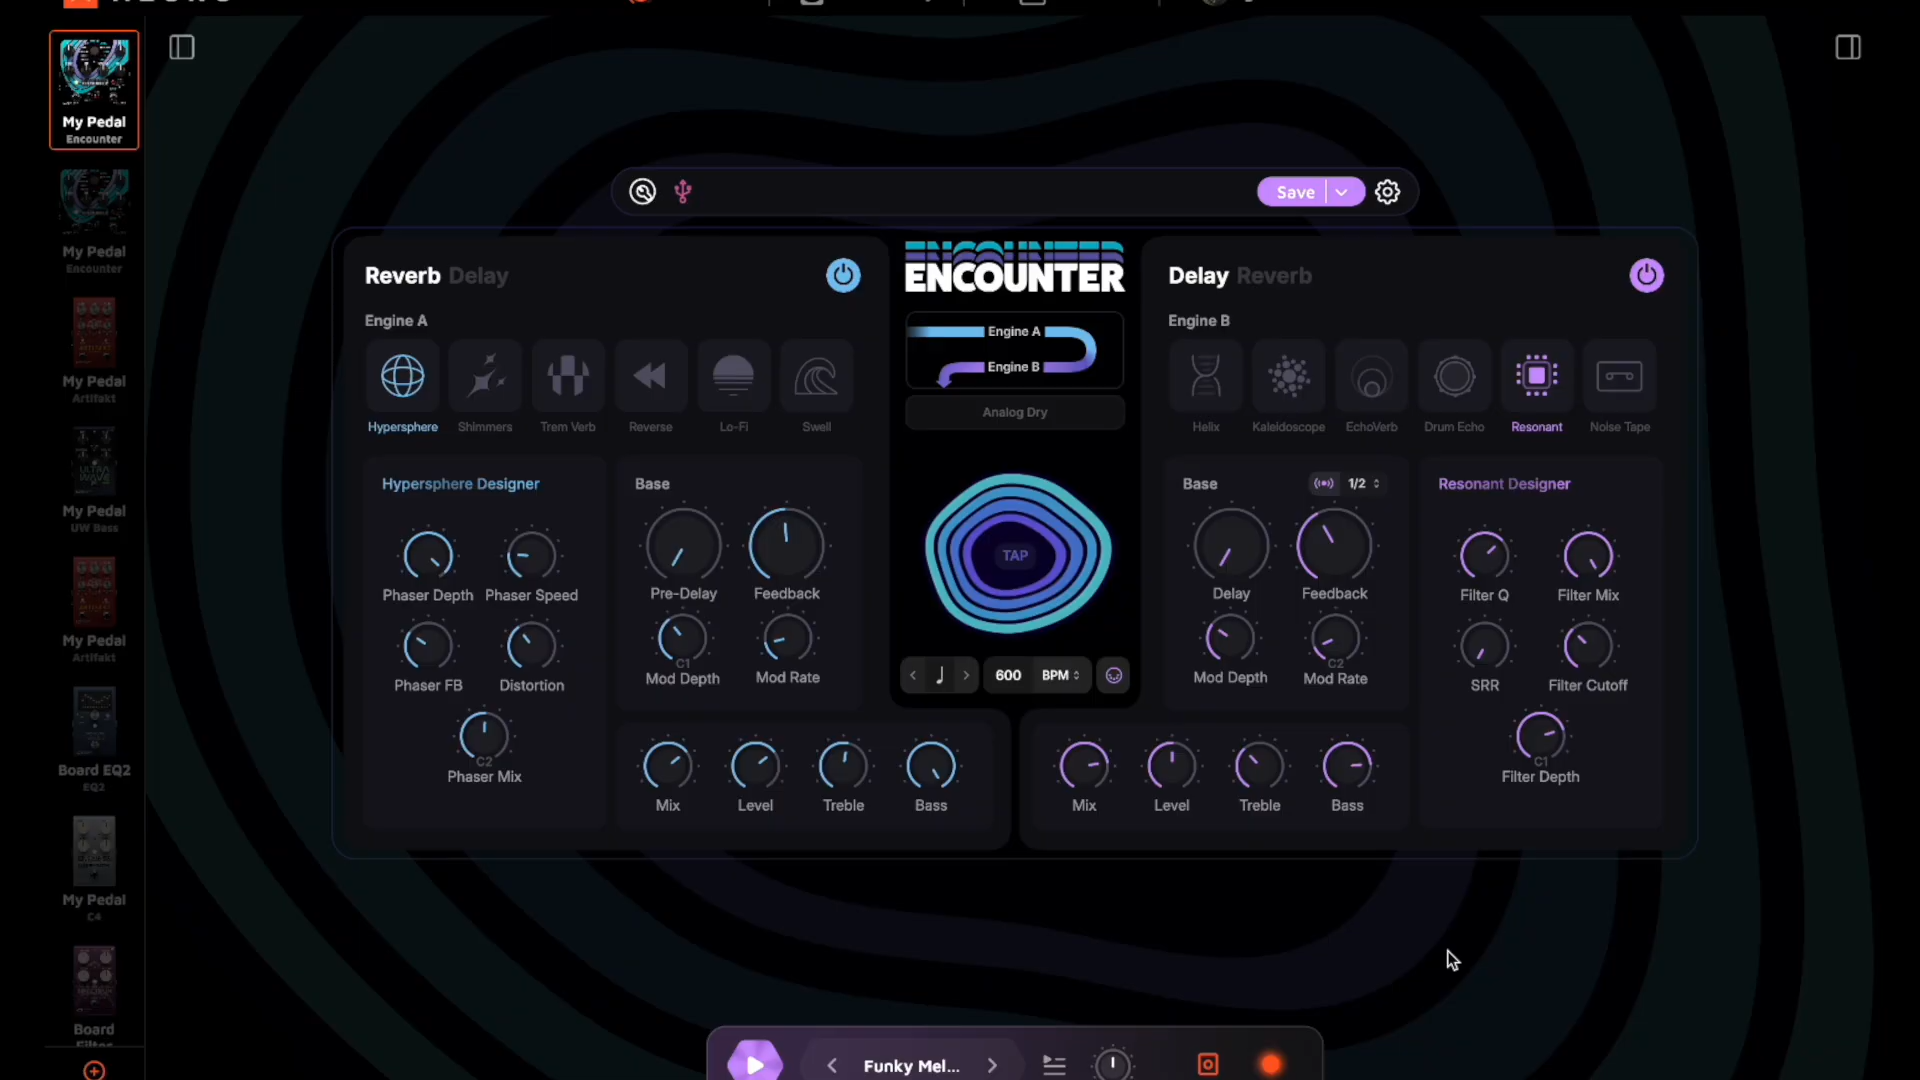 My Pedal
Encounter
My Pedal
Encounter
My Pedal
Artifakt
My Pedal
UW Bass
My Pedal
Artifakt
Board EQ2
EQ2
My Pedal
C4
Board
Filter
Save
Reverb Delay
Engine A
Hypersphere
Shimmers
Trem Verb
Reverse
Lo-Fi
Swell
Hypersphere Designer
Phaser Depth
Phaser Speed
Phaser FB
Distortion
C2
Phaser Mix
Base
Pre-Delay
Feedback
C1
Mod Depth
Mod Rate
Mix
Level
Treble
Bass
ENCOUNTER
Engine A
Engine B
Analog Dry
TAP
600 BPM
Delay Reverb
Engine B
Helix
Kaleidoscope
EchoVerb
Drum Echo
Resonant
Noise Tape
Base
1/2
Delay
Feedback
Mod Depth
C2
Mod Rate
Mix
Level
Treble
Bass
Resonant Designer
Filter Q
Filter Mix
SRR
Filter Cutoff
C1
Filter Depth
Funky Mel...